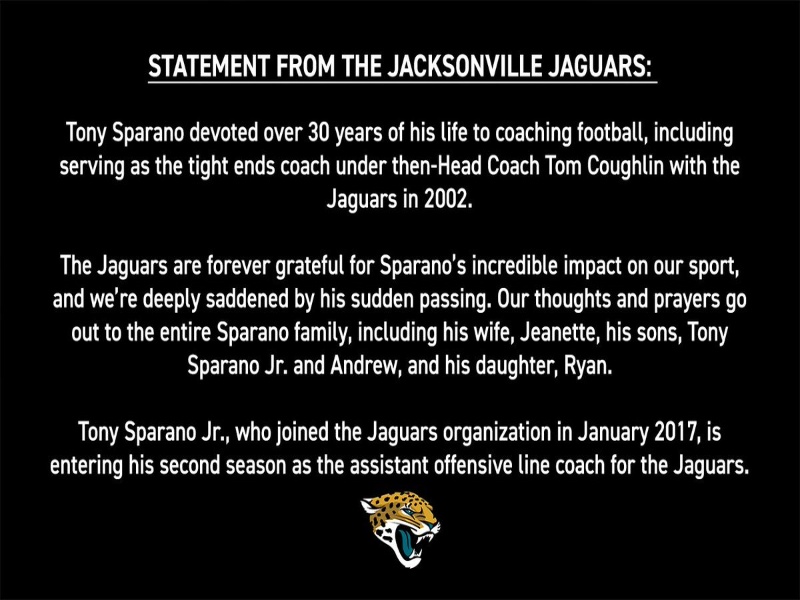 STATEMENT FROM THE JACKSONVILLE JAGUARS:
Tony Sparano devoted over 30 years of his life to coaching football, including
serving as the tight ends coach under then-Head Coach Tom Coughlin with the
Jaguars in 2002.
The Jaguars are forever grateful for Sparano’s incredible impact on our sport,
and we’re deeply saddened by his sudden passing. Our thoughts and prayers go
out to the entire Sparano family, including his wife, Jeanette, his sons, Tony
Sparano Jr. and Andrew, and his daughter, Ryan.
Tony Sparano Jr., who joined the Jaguars organization in January 2017, is
entering his second season as the assistant offensive line coach for the Jaguars.